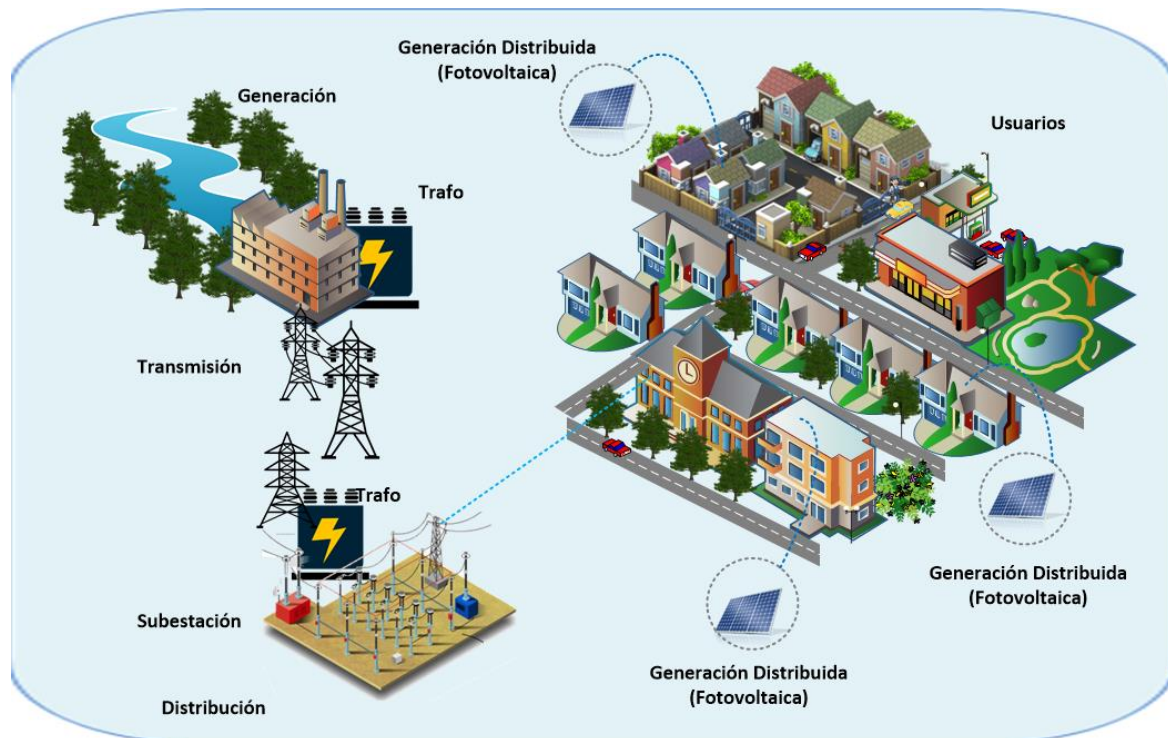 Generación Distribuida
(Fotovoltaica)
Generación
Usuarios
Trafo
Transmisión
Trafo
Generación Distribuida
(Fotovoltaica)
Subestación
Generación Distribuida
(Fotovoltaica)
Distribución